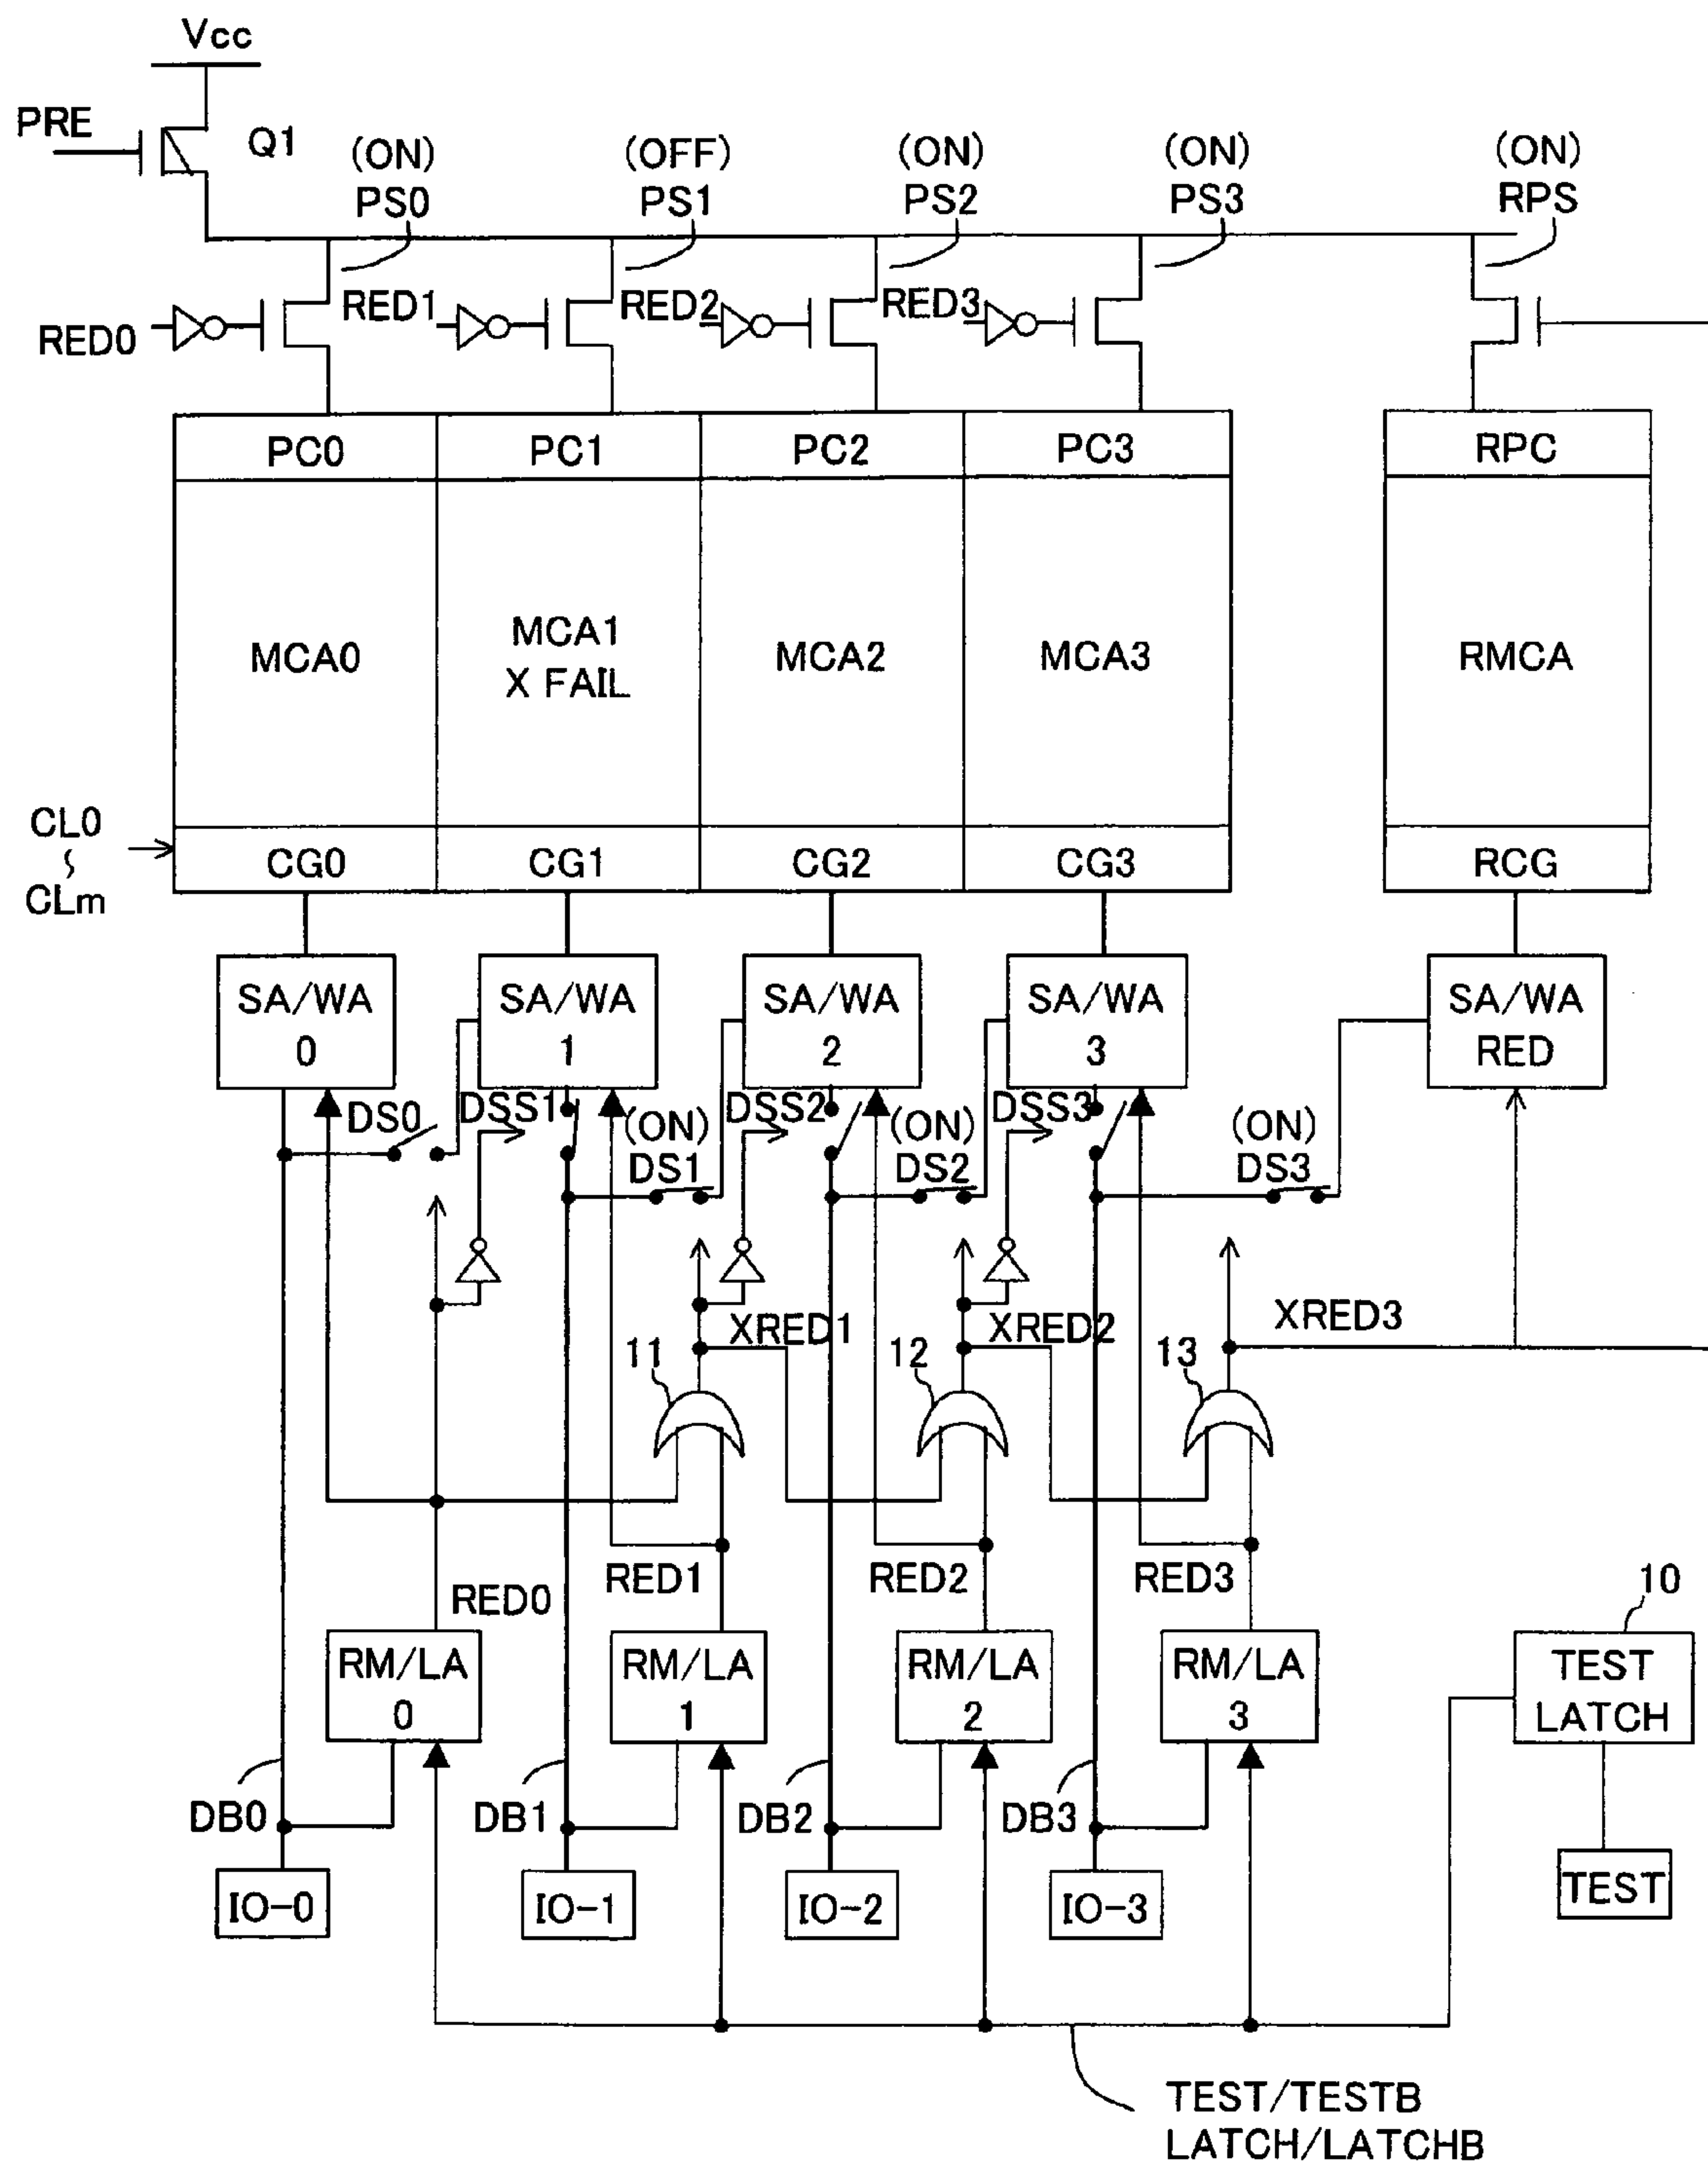 Vcc
PRE
Q1
(ON)
PS0
(OFF)
PS1
(ON)
PS2
(ON)
PS3
(ON)
RPS
RED0
RED1
RED2
RED3
PC0
PC1
PC2
PC3
RPC
MCA0
MCA1
X FAIL
MCA2
MCA3
RMCA
CL0
CLm
CG0
CG1
CG2
CG3
RCG
SA/WA
0
SA/WA
1
SA/WA
2
SA/WA
3
SA/WA
RED
DS0
DSS1
(ON)
DS1
DSS2
(ON)
DS2
DSS3
(ON)
DS3
XRED1
XRED2
XRED3
11
12
13
RED0
RED1
RED2
RED3
10
RM/LA
0
RM/LA
1
RM/LA
2
RM/LA
3
TEST
LATCH
DB0
DB1
DB2
DB3
TEST
IO-0
IO-1
IO-2
IO-3
TEST/TESTB
LATCH/LATCHB